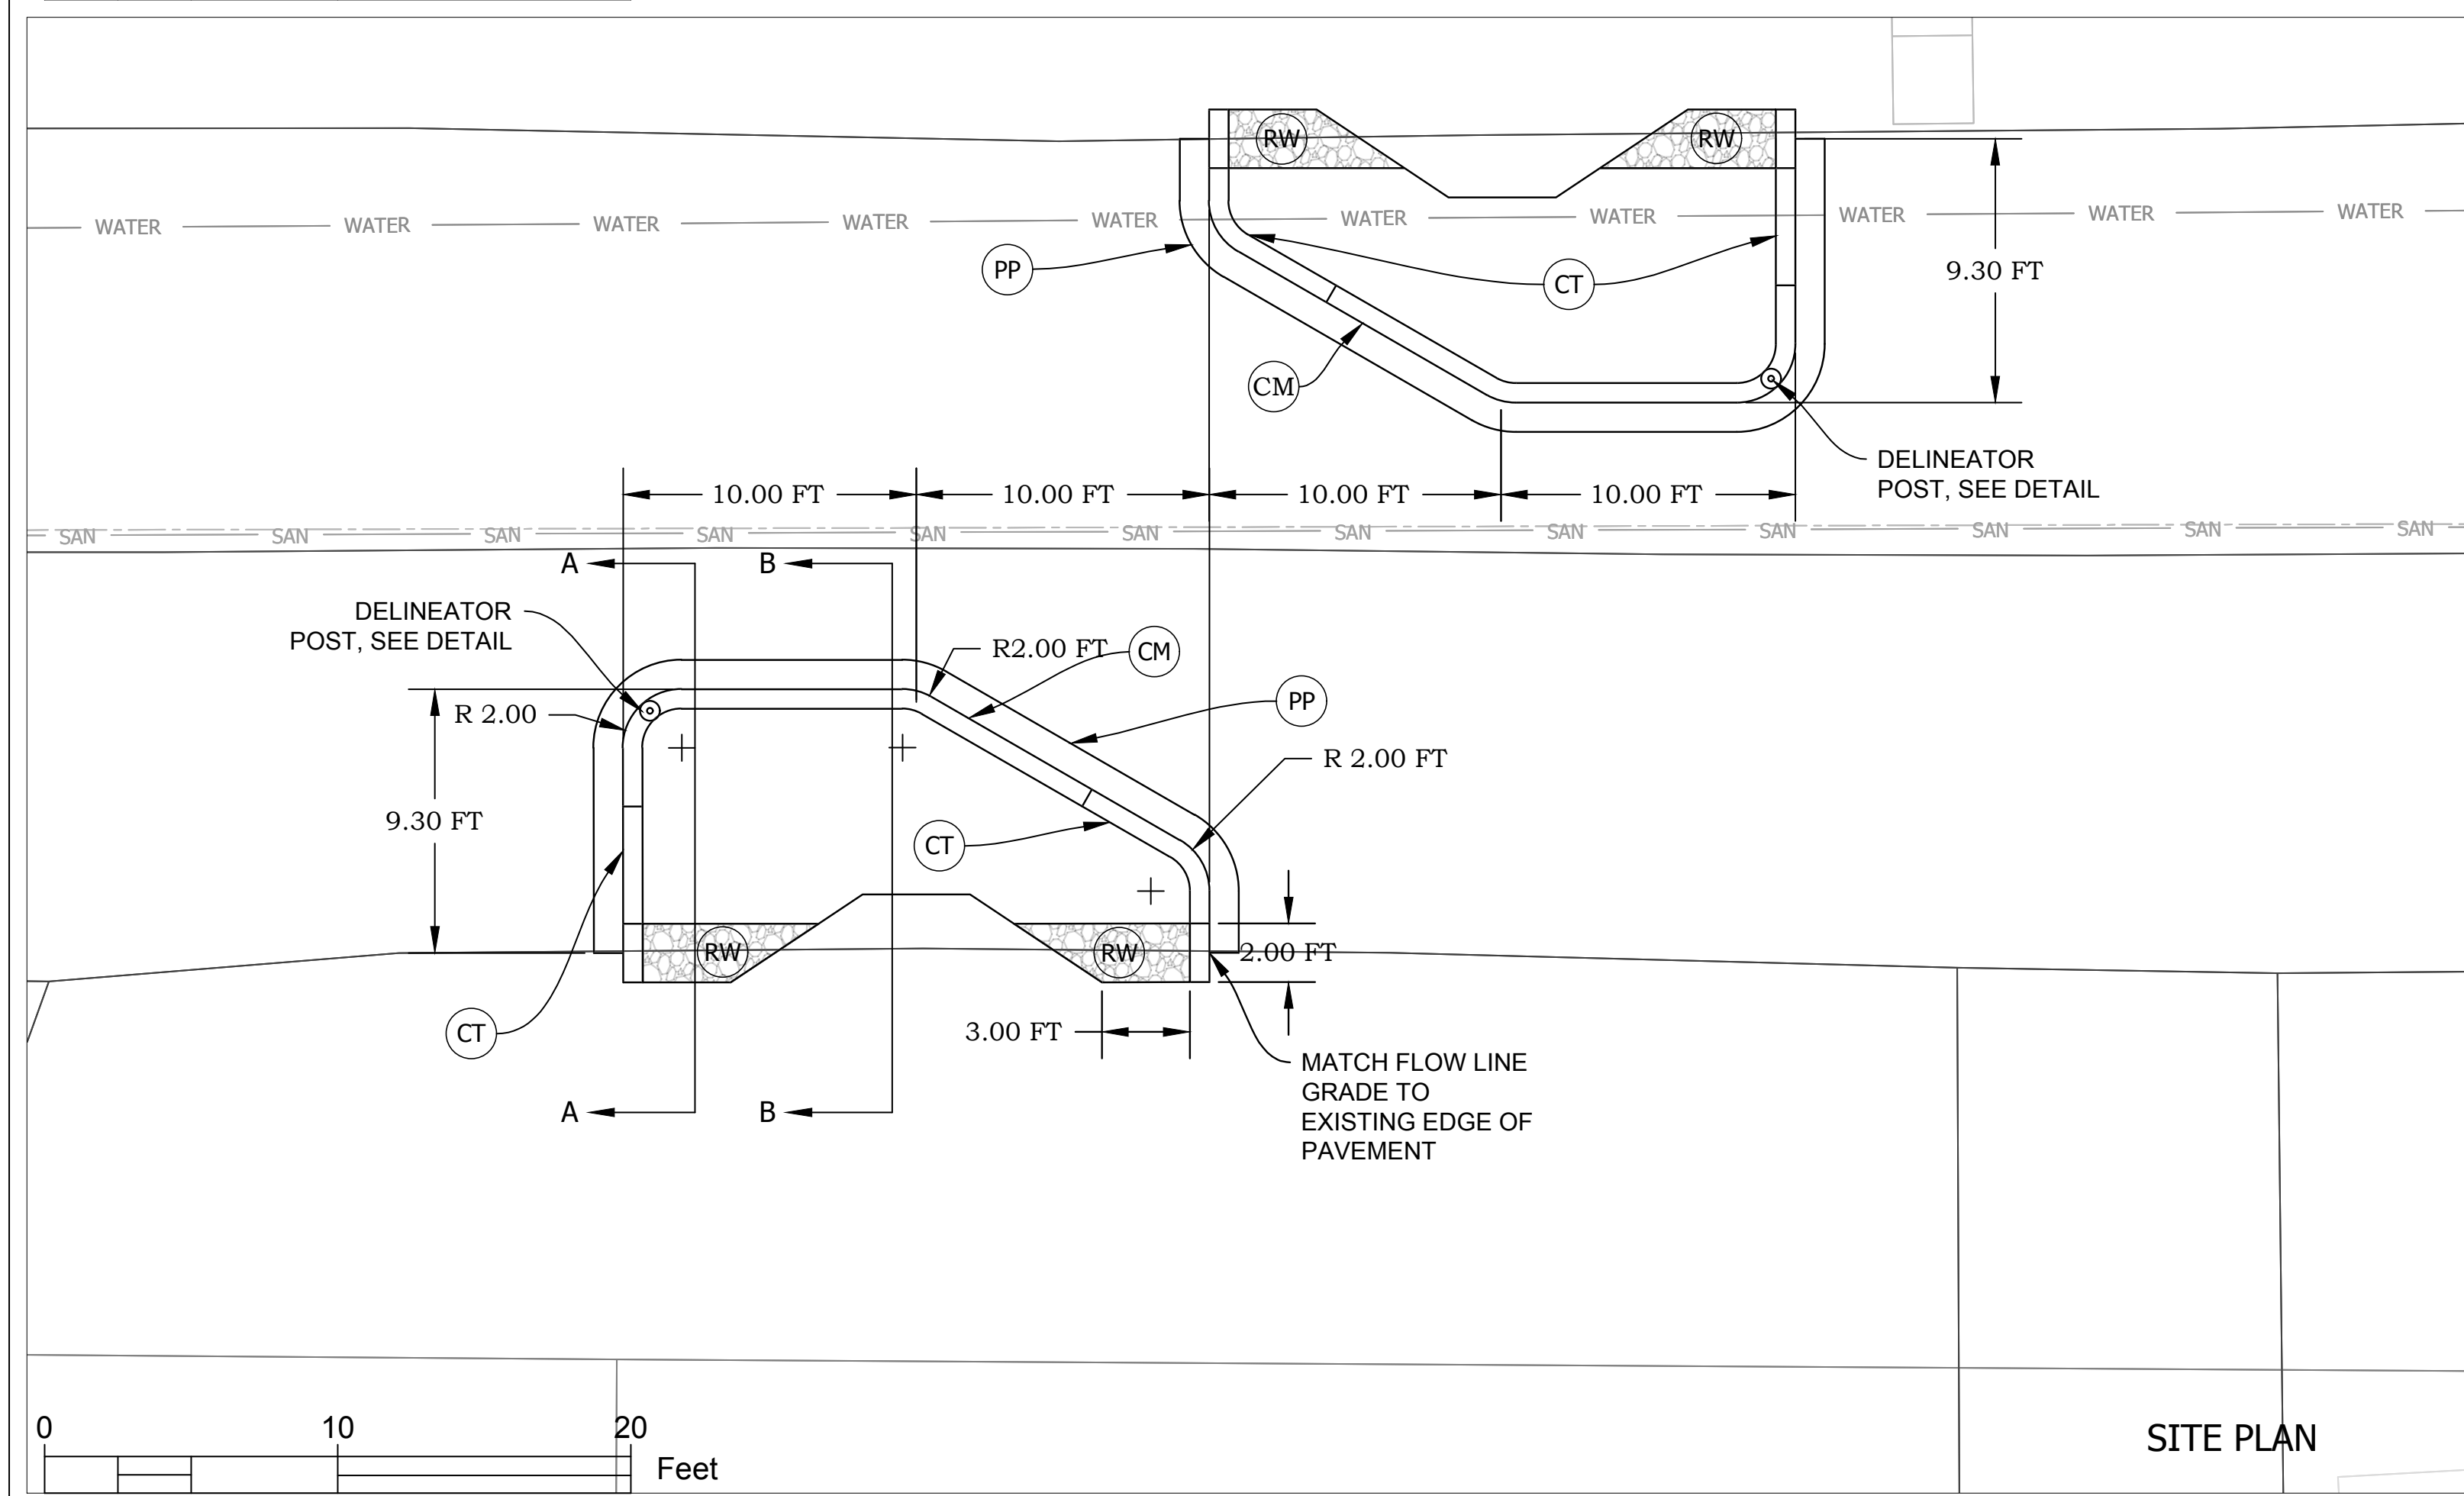 RW
RW
WATER WATER WATER WATER WATER WATER WATER WATER WATER WATER
PP
CT
9.30 FT
CM
DELINEATOR
POST, SEE DETAIL
10.00 FT 10.00 FT 10.00 FT 10.00 FT
SAN SAN SAN SAN SAN SAN SAN SAN SAN SAN SAN SAN
A B
DELINEATOR
POST, SEE DETAIL
R2.00 FT
CM
PP
R 2.00
R 2.00 FT
9.30 FT
CT
RW
RW
2.00 FT
CT
3.00 FT
MATCH FLOW LINE
GRADE TO
EXISTING EDGE OF
PAVEMENT
A B
0 10 20
Feet
SITE PLAN